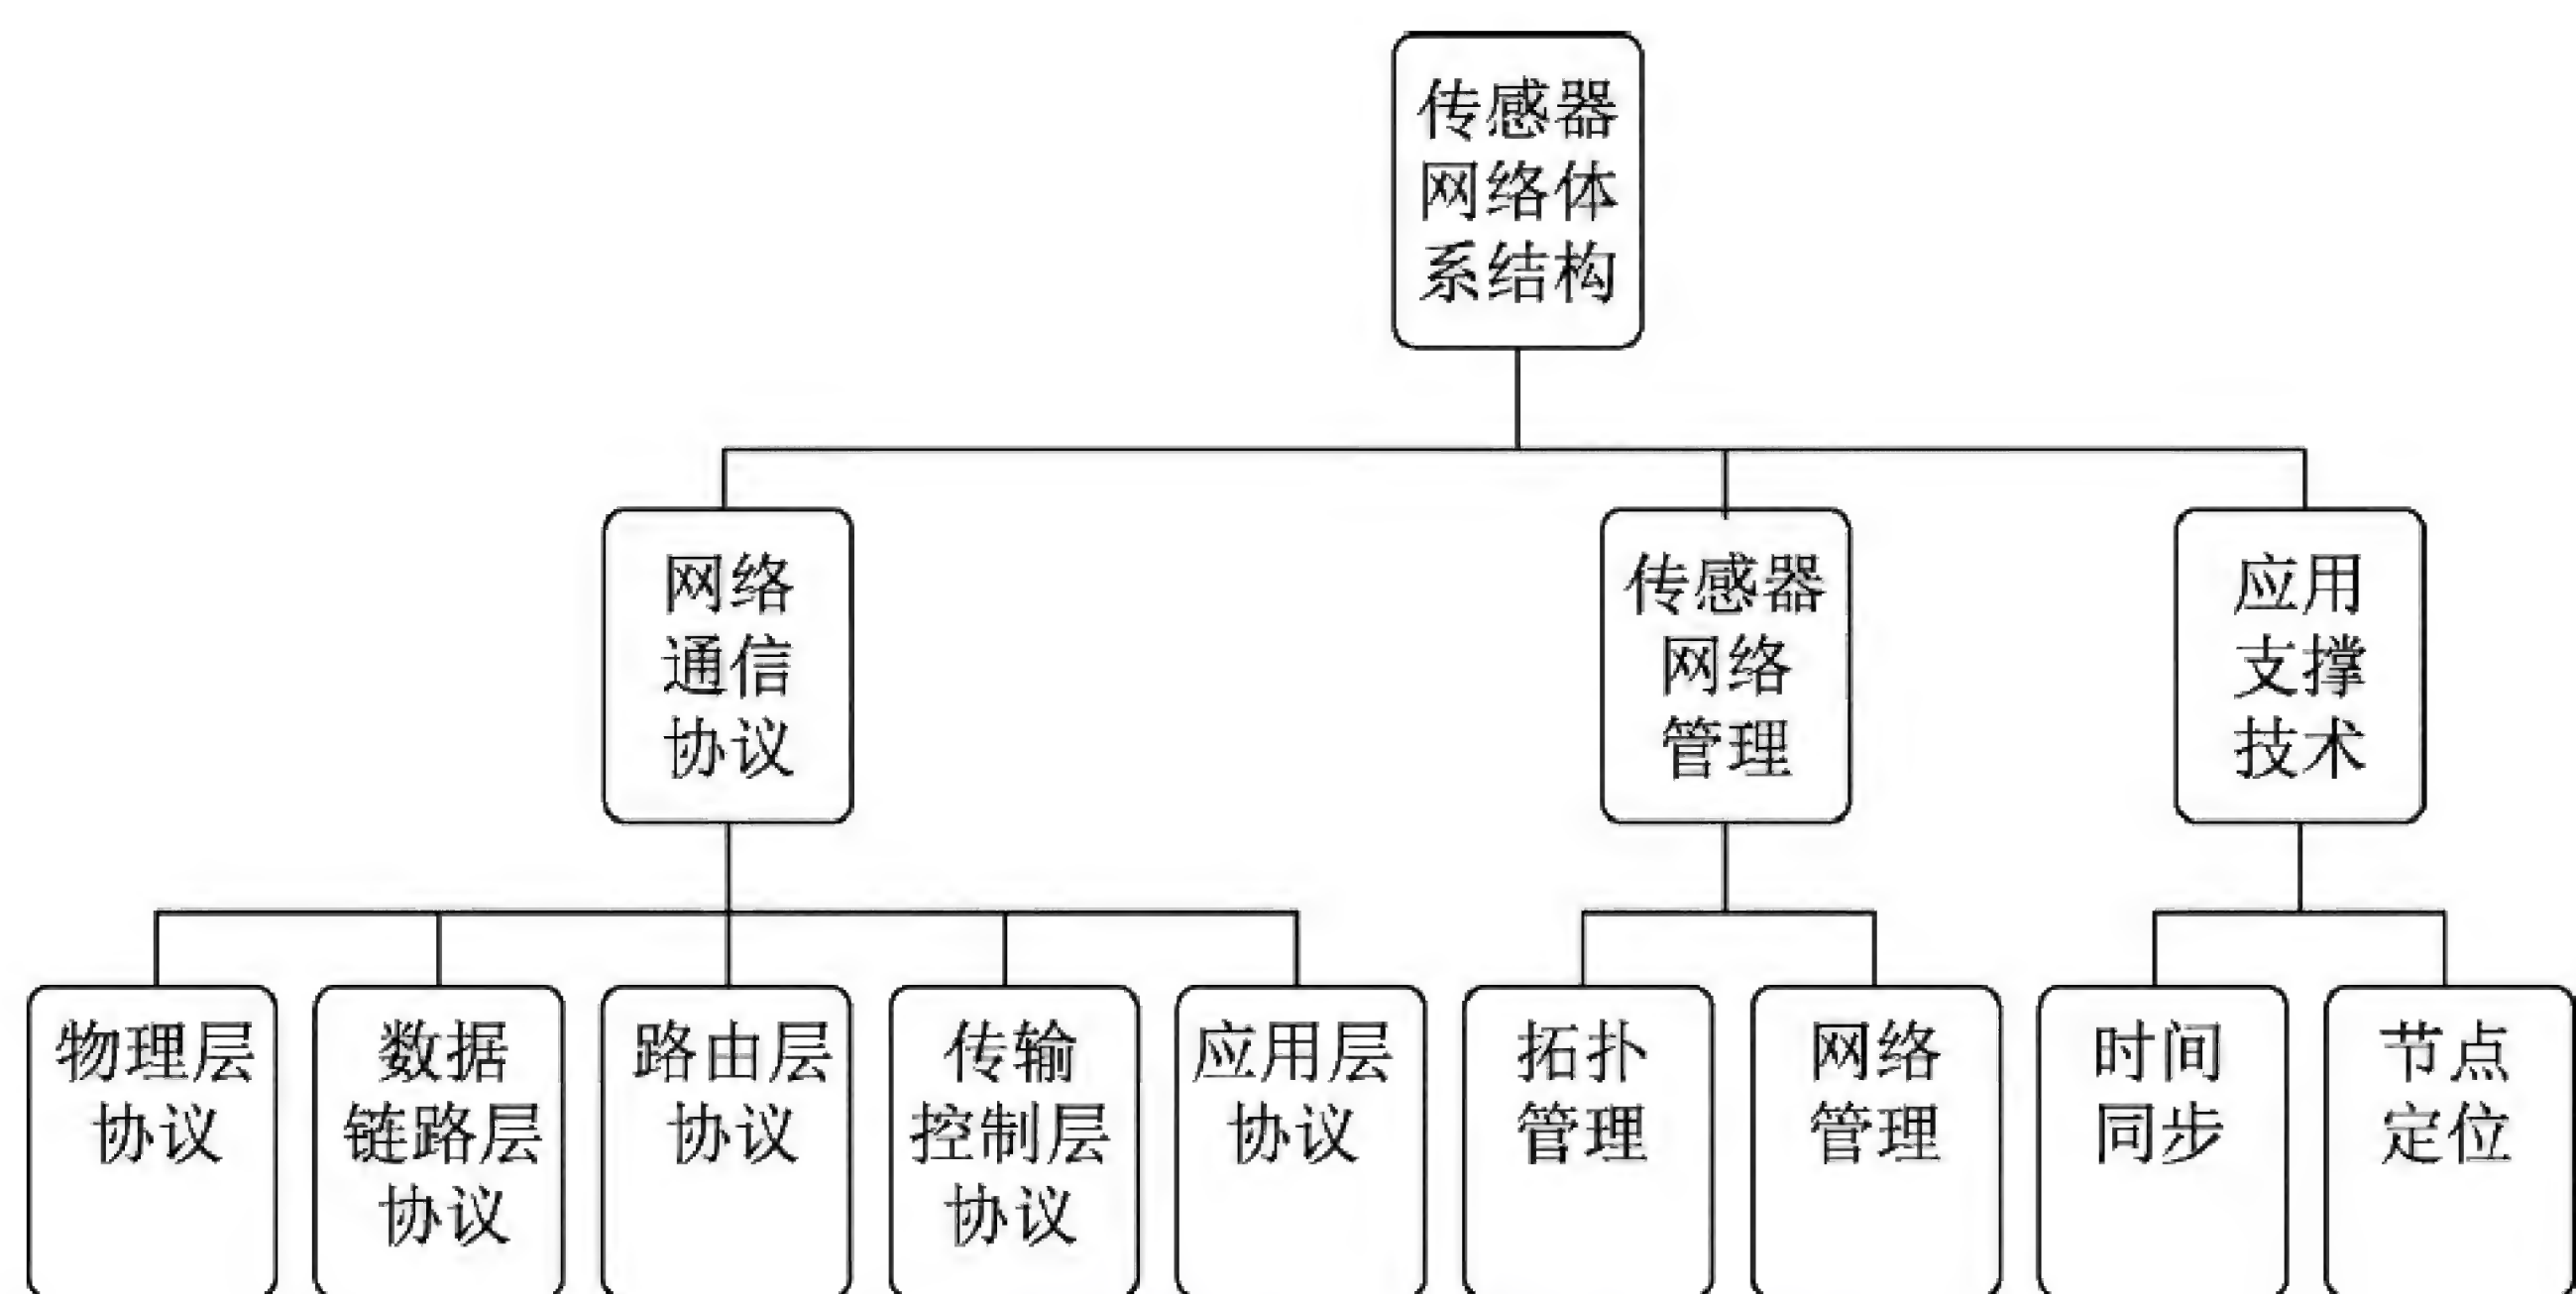 传感器
网络体
系结构
网络
通信
协议
传感器
网络
管理
应用
支撑
技术
物理层
协议
数据
链路层
协议
路由层
协议
传输
控制层
协议
应用层
协议
拓扑
管理
网络
管理
时间
同步
节点
定位